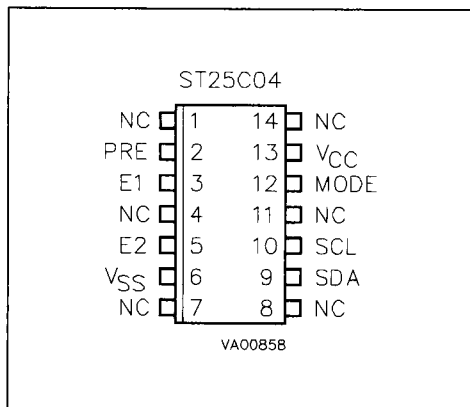 ST25C04
NC 1 14 NC
PRE 2 13 VCC
E1 3 12 MODE
NC 4 11 NC
E2 5 10 SCL
VSS 6 9 SDA
NC 7 8 NC
VA00858